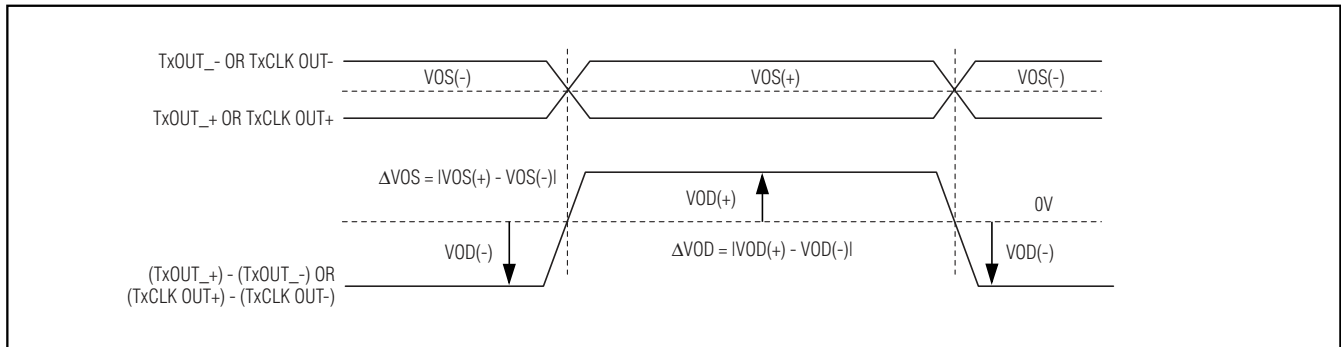 TxOUT_- OR TxCLK OUT-
VOS(-) VOS(+) VOS(-)
TxOUT_+ OR TxCLK OUT+
ΔVOS = |VOS(+) - VOS(-)|
VOD(+) 0V
VOD(-) ΔVOD = |VOD(+) - VOD(-)| VOD(-)
(TxOUT_+) - (TxOUT_-) OR
(TxCLK OUT+) - (TxCLK OUT-)